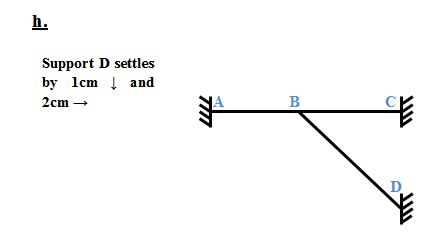 h.
Support D settles
by 1cm ↓ and
2cm →
A B C
D